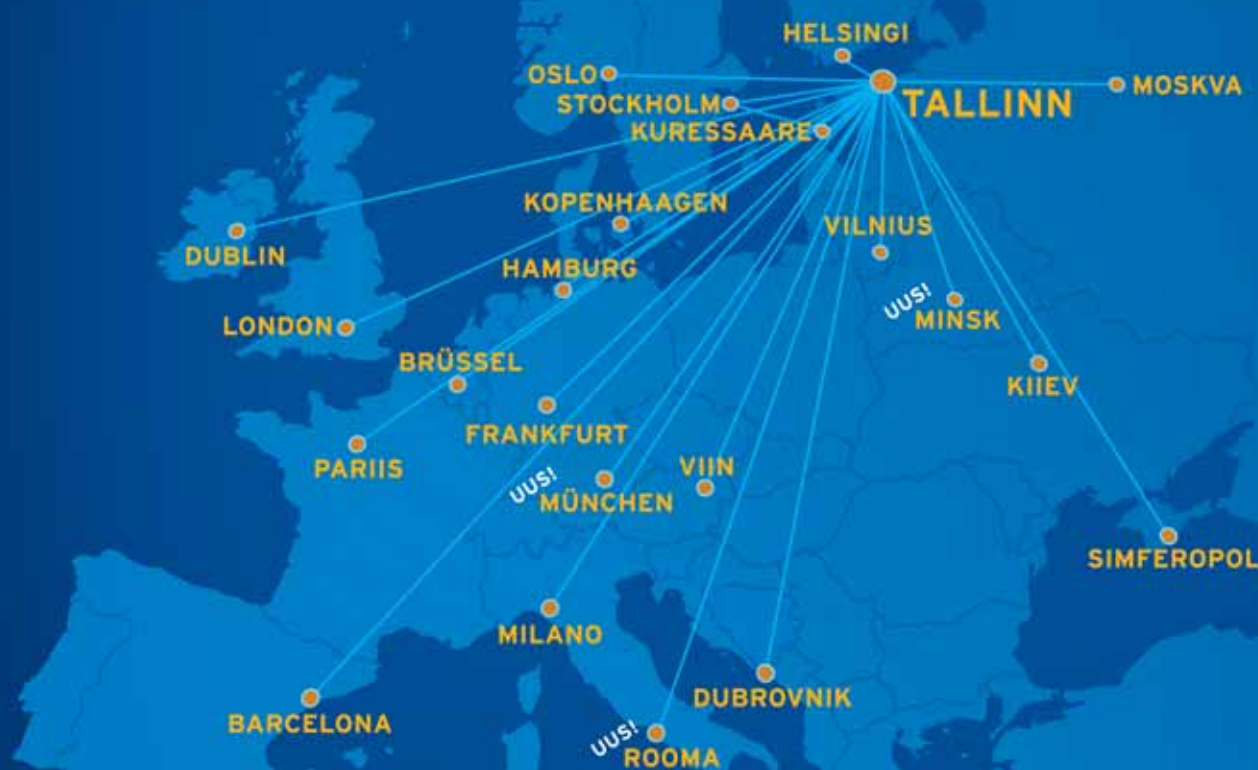 HELSINGI
OSLO
MOSKVA
STOCKHOLM
TALLINN
KURESSAARE
KOPENHAAGEN
VILNIUS
DUBLIN
HAMBURG
UUS!
MINSK
LONDON
BRÜSSEL
KIIEV
FRANKFURT
PARIIS
VIIN
UUS!
MÜNCHEN
SIMFEROPOL
MILANO
DUBROVNIK
BARCELONA
UUS!
ROOMA